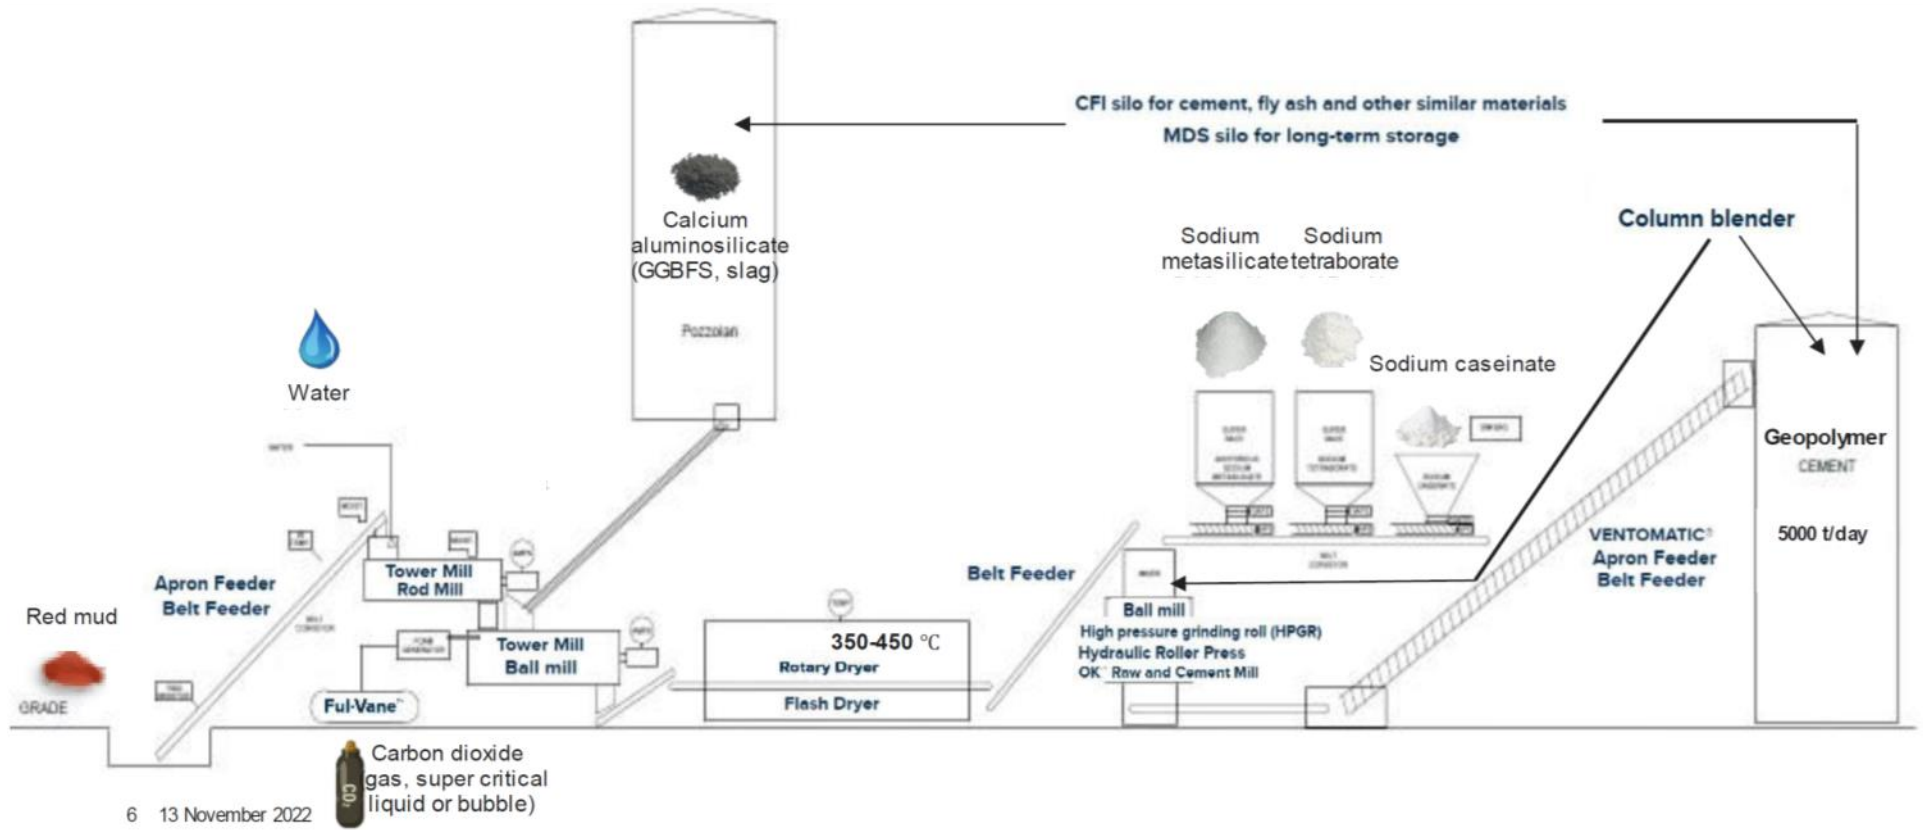 CFI silo for cement, fly ash and other similar materials
MDS silo for long-term storage
Calcium
aluminosilicate
(GGBFS, slag)
Pozzolan
Column blender
Sodium
metasilicate
Sodium
tetraborate
Sodium caseinate
Water
WATER
Geopolymer
CEMENT
5000 t/day
VENTOMATIC®
Apron Feeder
Belt Feeder
Apron Feeder
Belt Feeder
Tower Mill
Rod Mill
Tower Mill
Ball mill
Red mud
GRADE
Ful-Vane™
350-450 °C
Rotary Dryer
Flash Dryer
Belt Feeder
Ball mill
High pressure grinding roll (HPGR)
Hydraulic Roller Press
OK™ Raw and Cement Mill
Carbon dioxide
gas, super critical
liquid or bubble)
CO2
6 13 November 2022